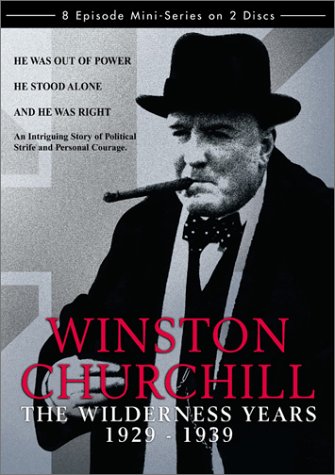 8 Episode Mini-Series on 2 Discs
HE WAS OUT OF POWER
HE STOOD ALONE
AND HE WAS RIGHT
An Intriguing Story of Political
Strife and Personal Courage.
WINSTON
CHURCHILL
THE WILDERNESS YEARS
1929 - 1939